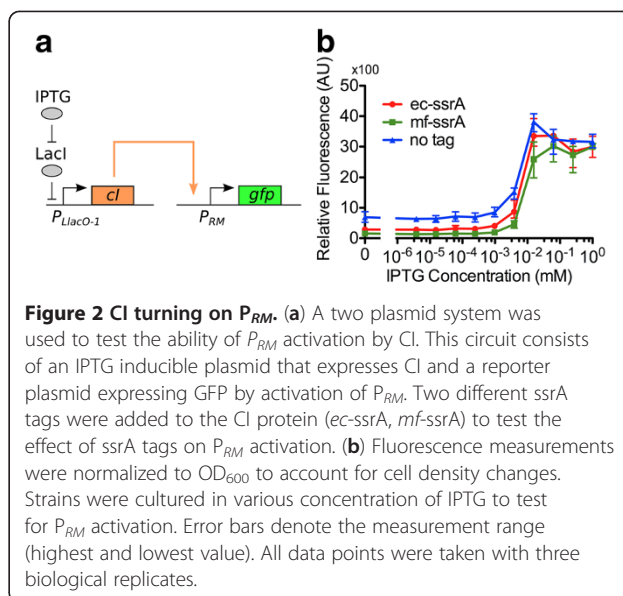 a
IPTG
LacI
cI
gfp
P_LlacO-1
P_RM
b
x100
ec-ssrA
mf-ssrA
no tag
Relative Fluorescence (AU)
50
40
30
20
10
0
0 10^-6 10^-5 10^-4 10^-3 10^-2 10^-1 10^0
IPTG Concentration (mM)
Figure 2 CI turning on P_RM. (a) A two plasmid system was
used to test the ability of P_RM activation by CI. This circuit consists
of an IPTG inducible plasmid that expresses CI and a reporter
plasmid expressing GFP by activation of P_RM. Two different ssrA
tags were added to the CI protein (ec-ssrA, mf-ssrA) to test the
effect of ssrA tags on P_RM activation. (b) Fluorescence measurements
were normalized to OD_600 to account for cell density changes.
Strains were cultured in various concentration of IPTG to test
for P_RM activation. Error bars denote the measurement range
(highest and lowest value). All data points were taken with three
biological replicates.